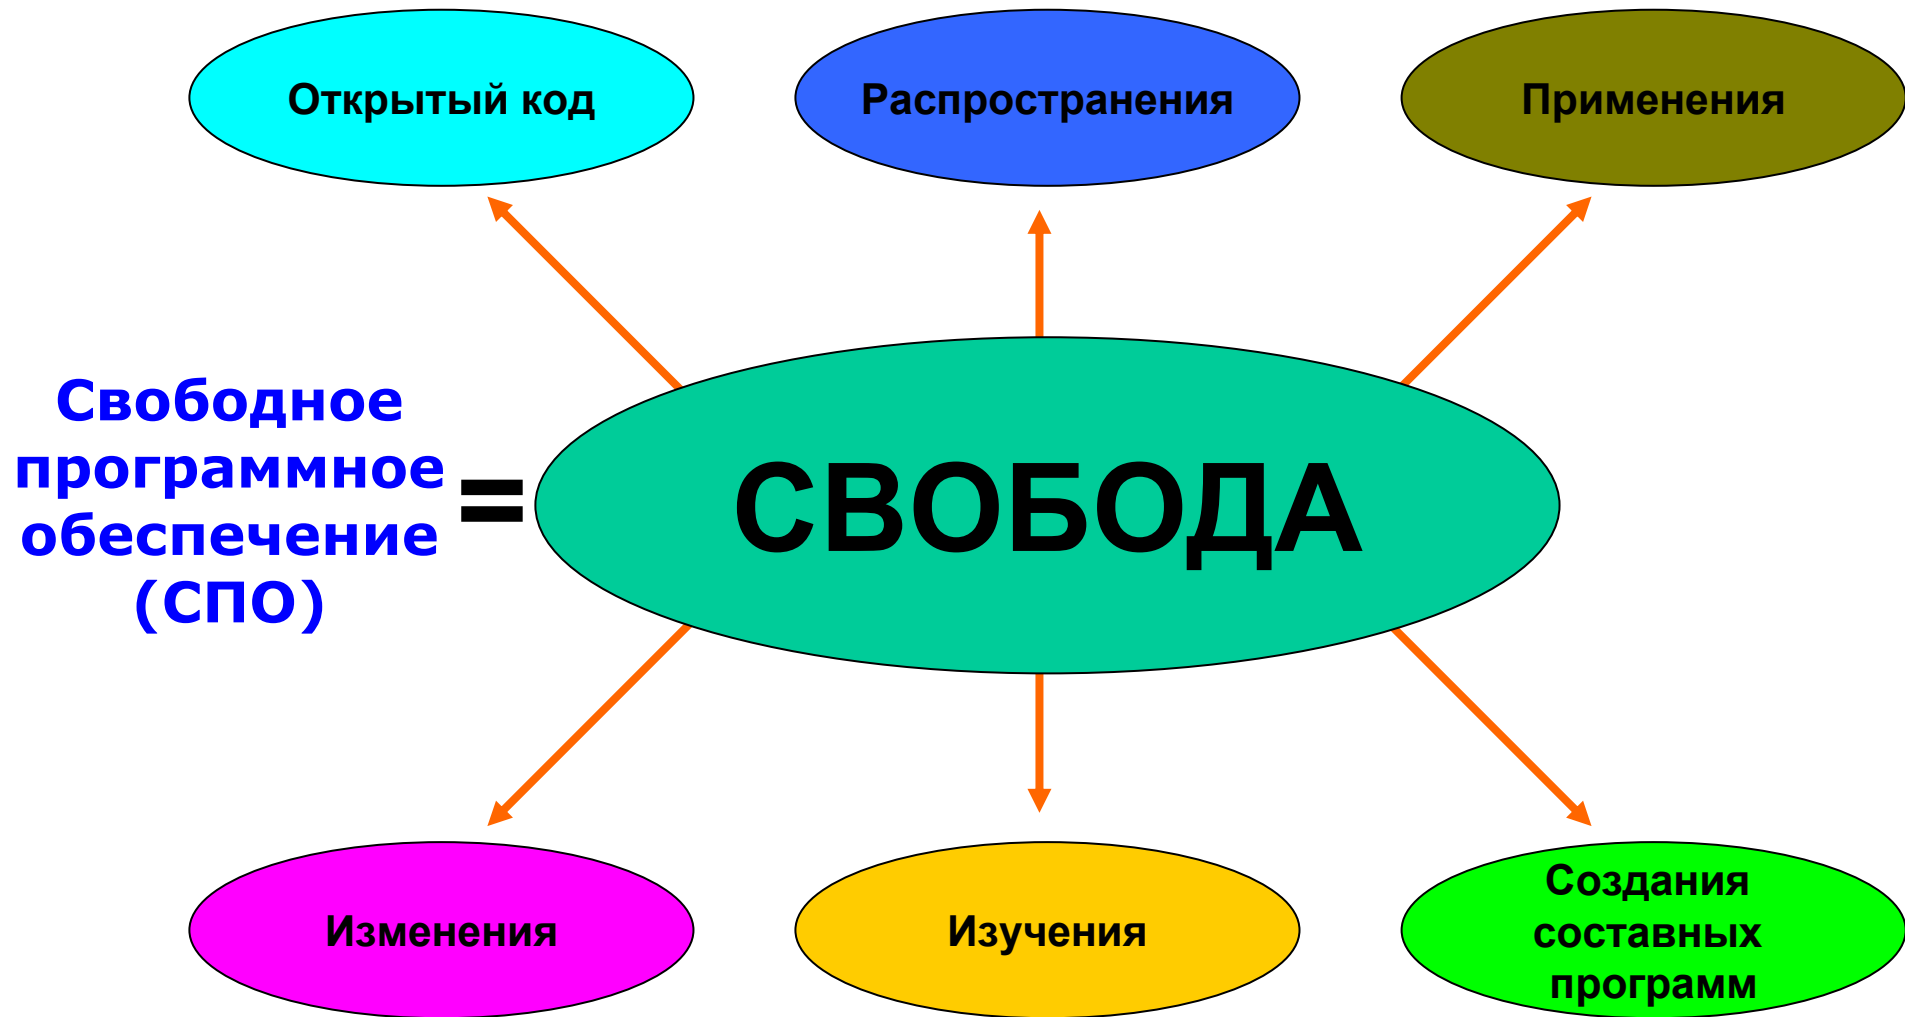 Открытый код
Распространения
Применения
Свободное
программное
обеспечение
(СПО)
=
СВОБОДА
Изменения
Изучения
Создания
составных
программ